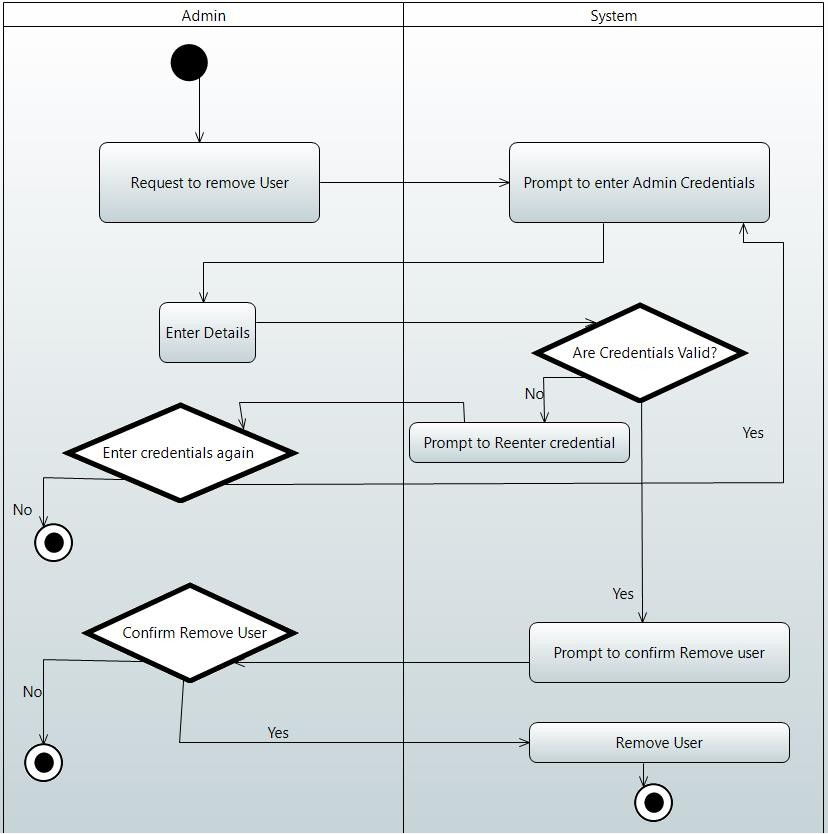 Admin
System
Request to remove User
Prompt to enter Admin Credentials
Enter Details
Are Credentials Valid?
No
Yes
Prompt to Reenter credential
Enter credentials again
No
Yes
Confirm Remove User
Prompt to confirm Remove user
No
Yes
Remove User